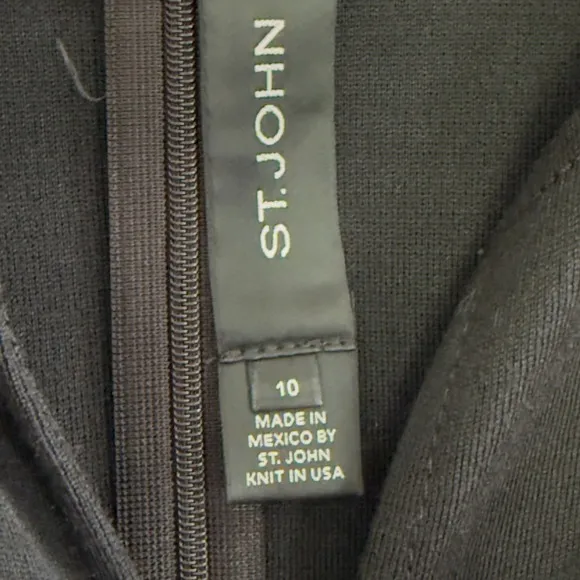 ST. JOHN
10
MADE IN
MEXICO BY
ST. JOHN
KNIT IN USA